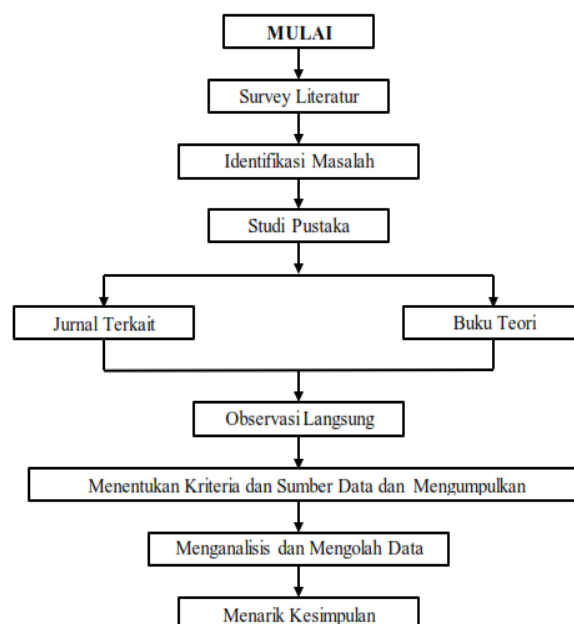 MULAI
Survey Literatur
Identifikasi Masalah
Studi Pustaka
Jurnal Terkait
Buku Teori
Observasi Langsung
Menentukan Kriteria dan Sumber Data dan Mengumpulkan
Menganalisis dan Mengolah Data
Menarik Kesimpulan